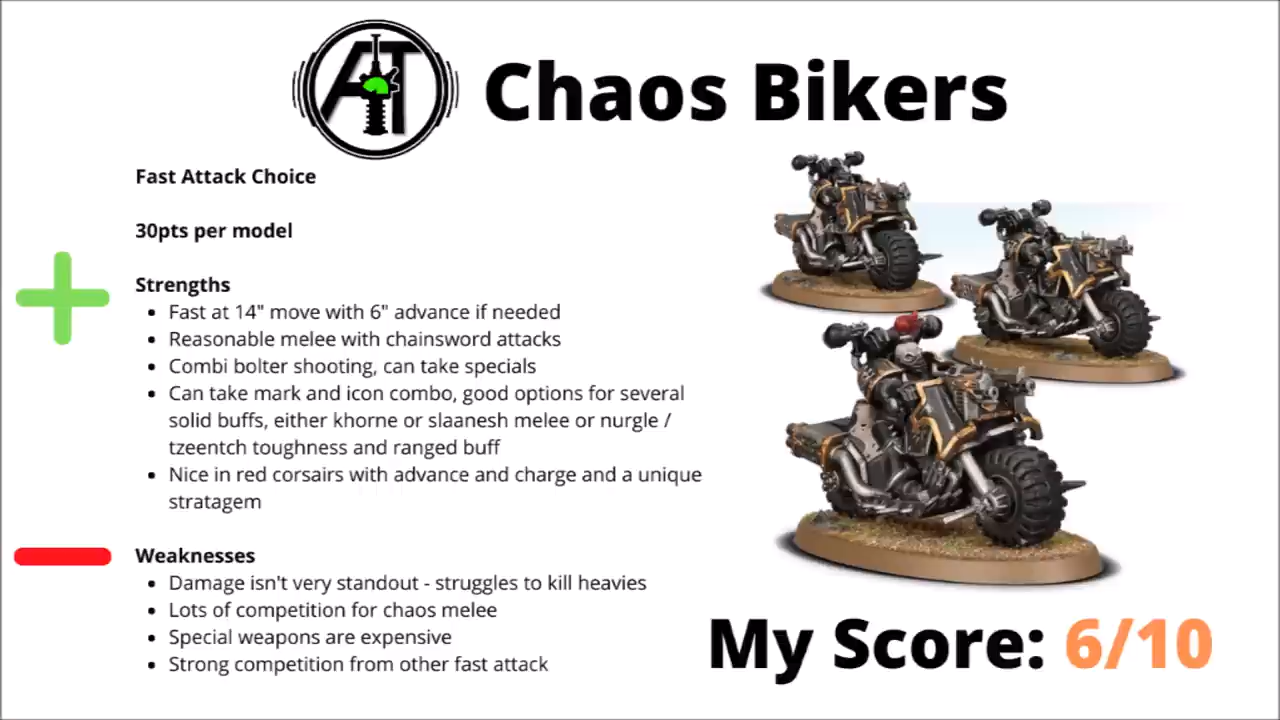 AT
Chaos Bikers
Fast Attack Choice
30pts per model
Strengths
• Fast at 14" move with 6" advance if needed
• Reasonable melee with chainsword attacks
• Combi bolter shooting, can take specials
• Can take mark and icon combo, good options for several
solid buffs, either khorne or slaanesh melee or nurgle /
tzeentch toughness and ranged buff
• Nice in red corsairs with advance and charge and a unique
stratagem
Weaknesses
• Damage isn't very standout - struggles to kill heavies
• Lots of competition for chaos melee
• Special weapons are expensive
• Strong competition from other fast attack
My Score: 6/10